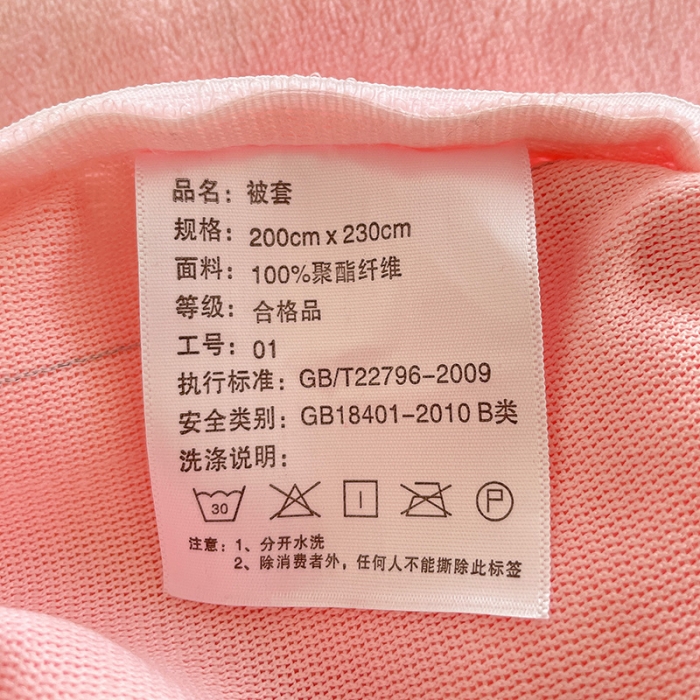 品名：被套
规格：200cm x 230cm
面料：100%聚酯纤维
等级：合格品
工号：01
执行标准：GB/T22796-2009
安全类别：GB18401-2010 B类
洗涤说明：
30 P
注意：1、分开水洗
2、除消费者外，任何人不能撕除此标签